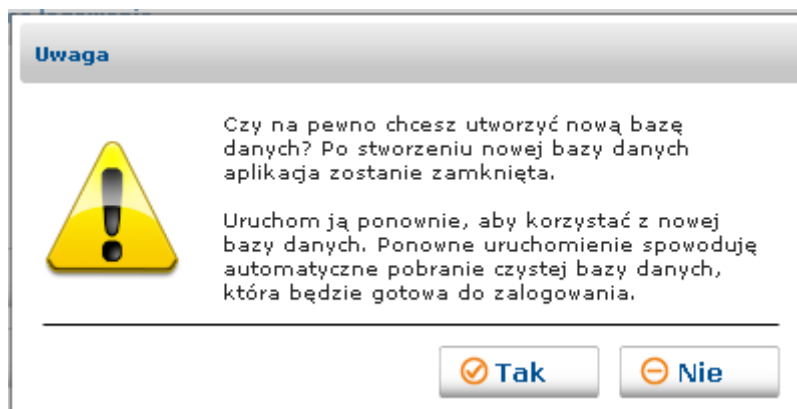 Uwaga
Czy na pewno chcesz utworzyć nową bazę
danych? Po stworzeniu nowej bazy danych
aplikacja zostanie zamknięta.
Uruchom ją ponownie, aby korzystać z nowej
bazy danych. Ponowne uruchomienie spowoduję
automatyczne pobranie czystej bazy danych,
która będzie gotowa do zalogowania.
Tak
Nie